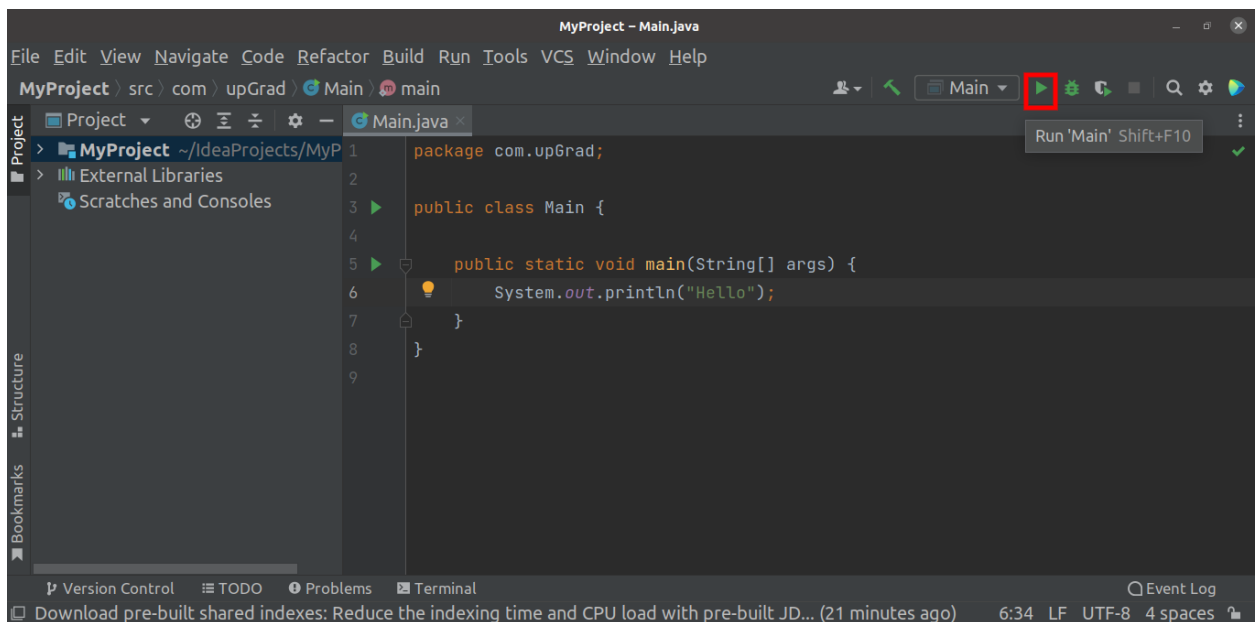 MyProject – Main.java
File Edit View Navigate Code Refactor Build Run Tools VCS Window Help
MyProject src com upGrad Main main
Main
Project
Main.java
Run 'Main' Shift+F10
Project
MyProject ~/IdeaProjects/MyP
External Libraries
Scratches and Consoles
1 package com.upGrad;
2
3 public class Main {
4
5 public static void main(String[] args) {
6 System.out.println("Hello");
7 }
8 }
9
Structure
Bookmarks
Version Control TODO Problems Terminal Event Log
Download pre-built shared indexes: Reduce the indexing time and CPU load with pre-built JD... (21 minutes ago) 6:34 LF UTF-8 4 spaces